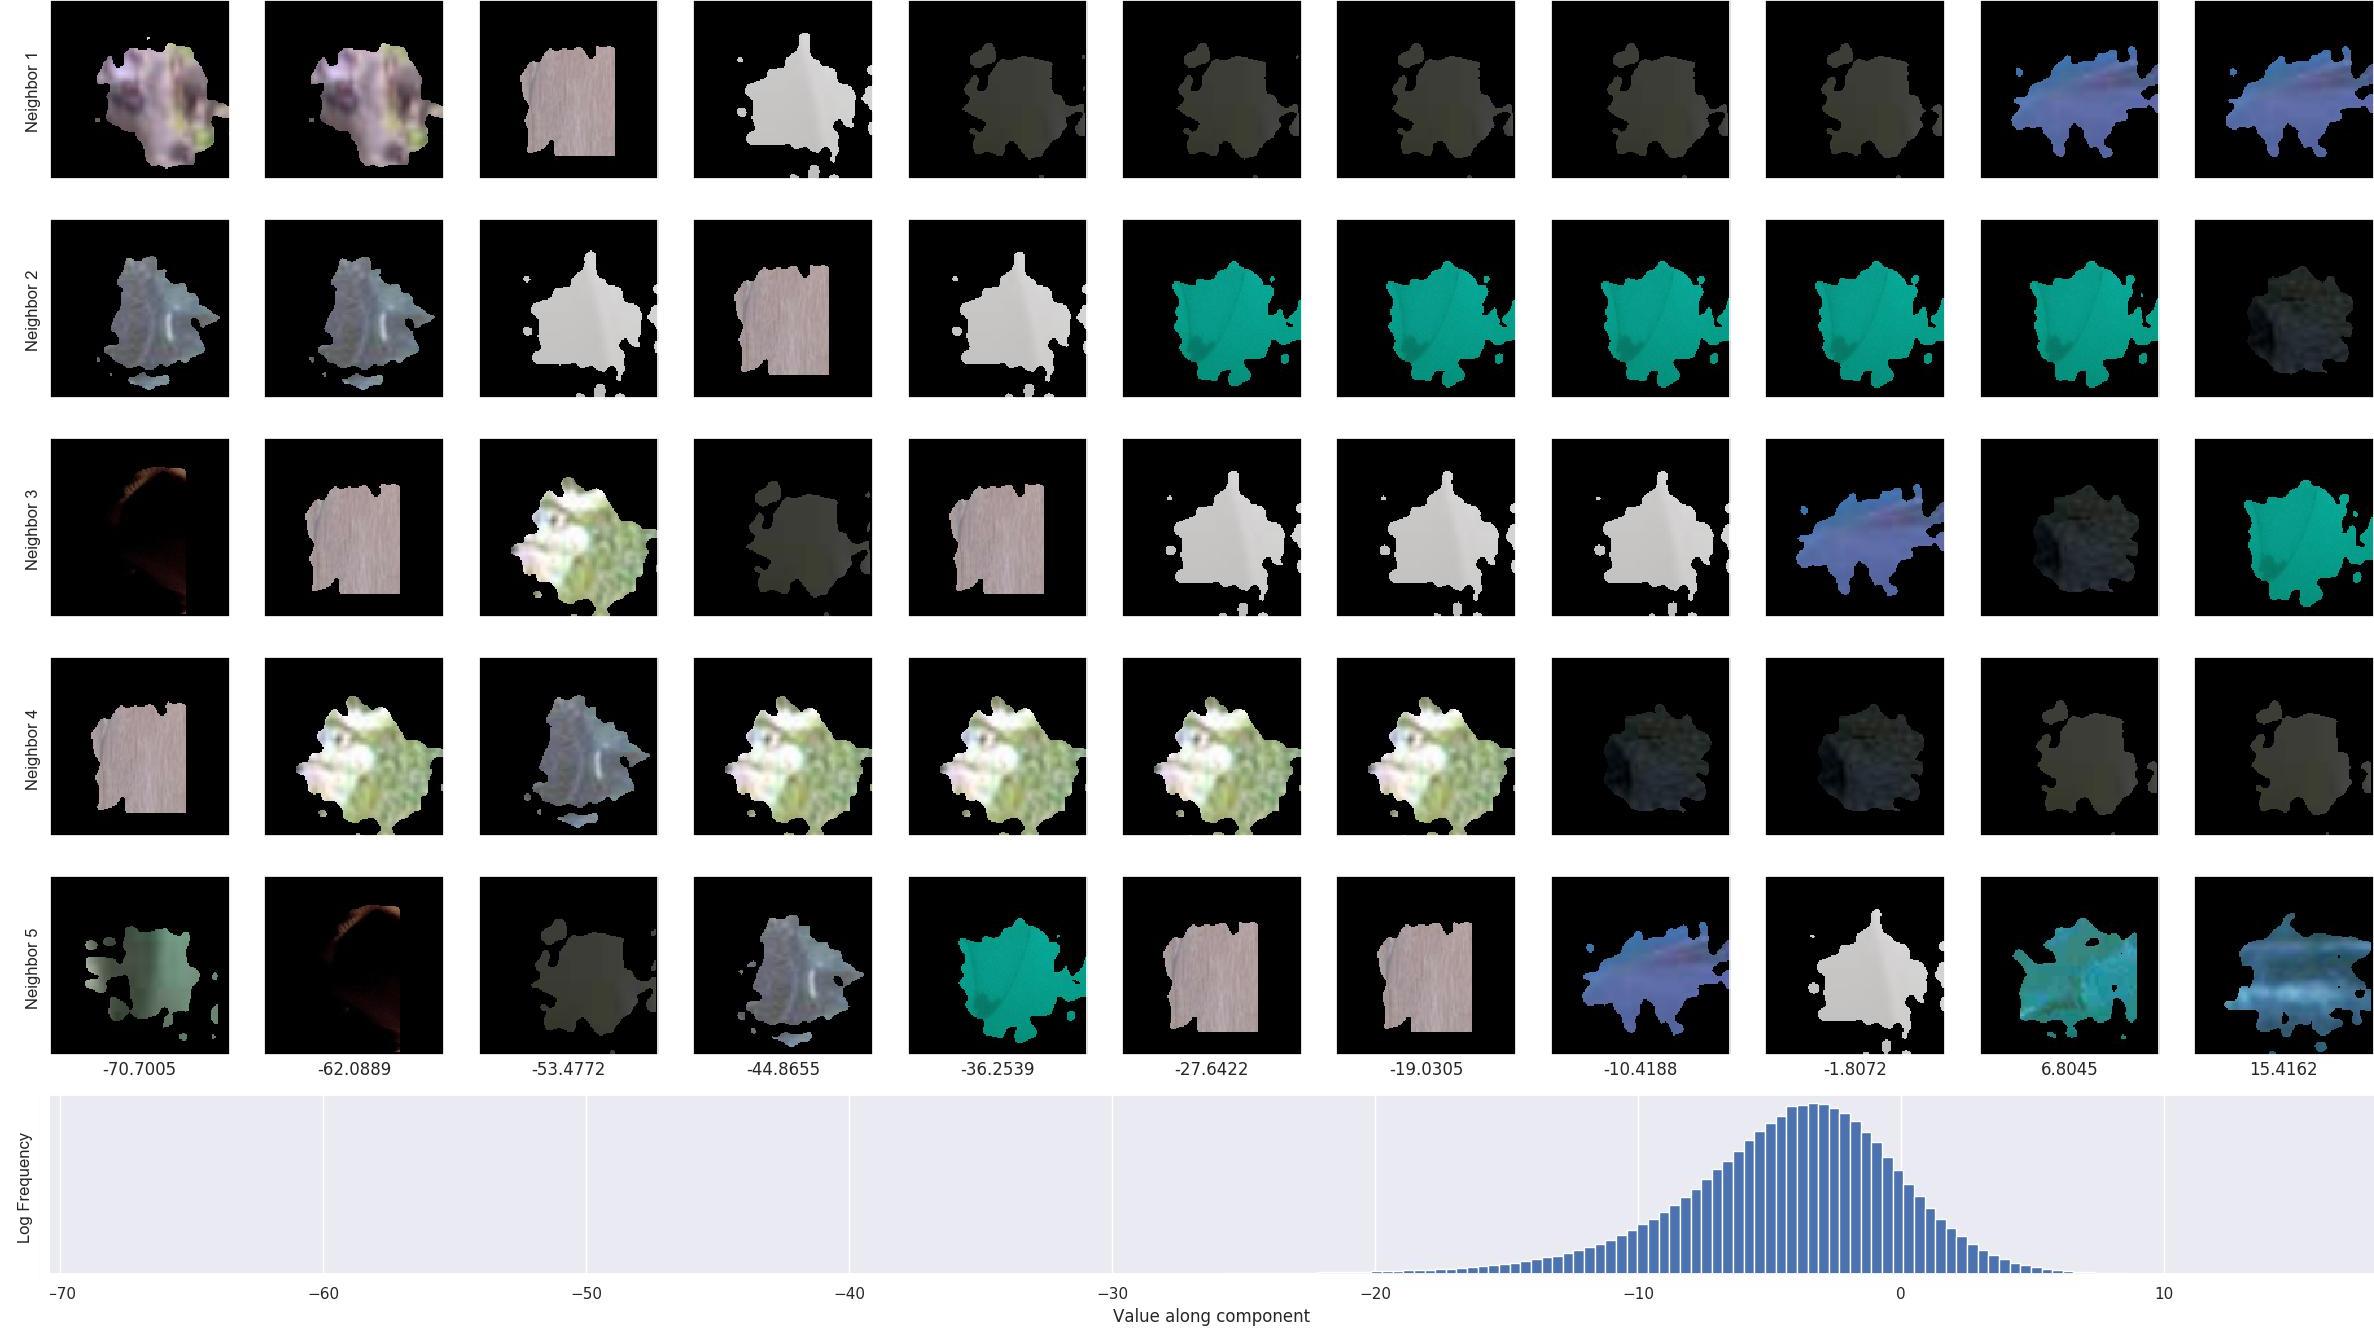 Neighbor 1
Neighbor 2
Neighbor 3
Neighbor 4
Neighbor 5
-70.7005 -62.0889 -53.4772 -44.8655 -36.2539 -27.6422 -19.0305 -10.4188 -1.8072 6.8045 15.4162
Log Frequency
−70 −60 −50 −40 −30 −20 −10 0 10
Value along component